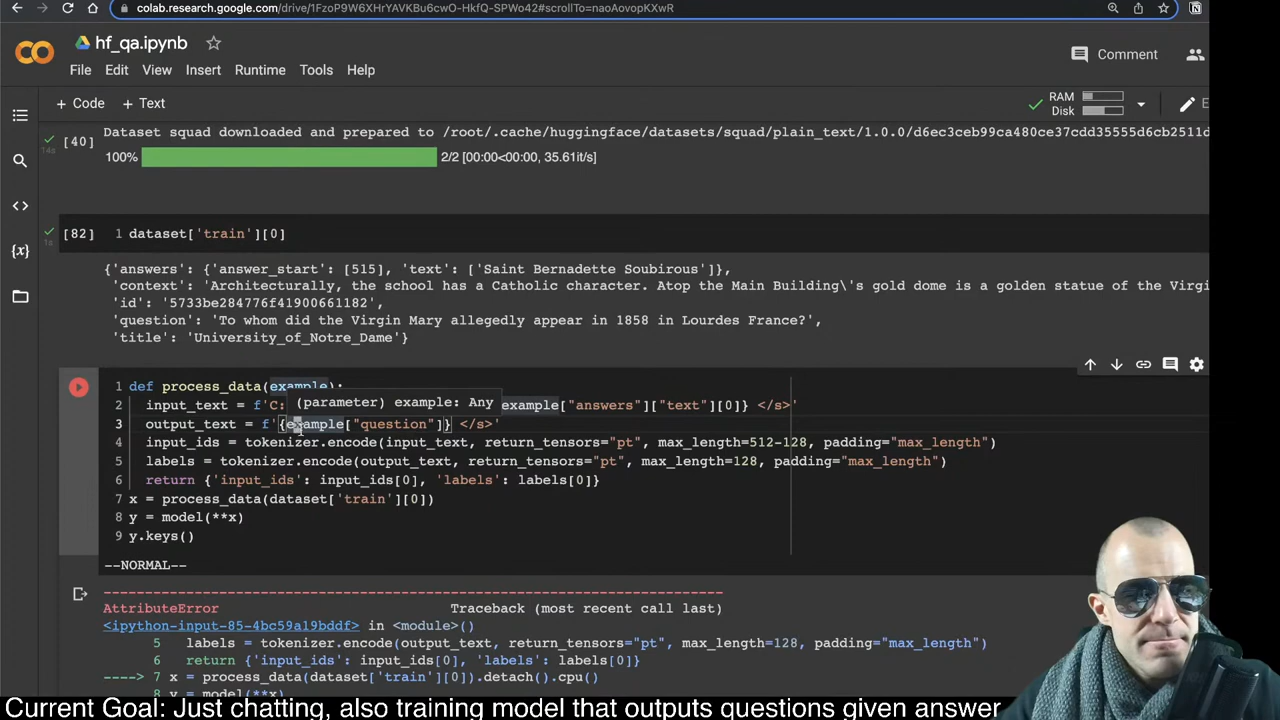 colab.research.google.com/drive/1FzoP9W6XHrYAVKBu6cwO-HkfQ-SPWo42#scrollTo=naoAovopKXwR
hf_qa.ipynb
Comment
File Edit View Insert Runtime Tools Help
+ Code + Text
RAM
Disk
E
[40]
14s
Dataset squad downloaded and prepared to /root/.cache/huggingface/datasets/squad/plain_text/1.0.0/d6ec3ceb99ca480ce37cdd35555d6cb2511d
100% 2/2 [00:00<00:00, 35.61it/s]
[82] 1 dataset['train'][0]
1s
{'answers': {'answer_start': [515], 'text': ['Saint Bernadette Soubirous']},
'context': 'Architecturally, the school has a Catholic character. Atop the Main Building\'s gold dome is a golden statue of the Virgi
'id': '5733be284776f41900661182',
'question': 'To whom did the Virgin Mary allegedly appear in 1858 in Lourdes France?',
'title': 'University_of_Notre_Dame'}
1 def process_data(example):
(parameter) example: Any
2 input_text = f'C: example["answers"]["text"][0]} </s>'
3 output_text = f'{example["question"]} </s>'
4 input_ids = tokenizer.encode(input_text, return_tensors="pt", max_length=512-128, padding="max_length")
5 labels = tokenizer.encode(output_text, return_tensors="pt", max_length=128, padding="max_length")
6 return {'input_ids': input_ids[0], 'labels': labels[0]}
7 x = process_data(dataset['train'][0])
8 y = model(**x)
9 y.keys()
--NORMAL--
AttributeError Traceback (most recent call last)
<ipython-input-85-4bc59a19bddf> in <module>()
5 labels = tokenizer.encode(output_text, return_tensors="pt", max_length=128, padding="max_length")
6 return {'input_ids': input_ids[0], 'labels': labels[0]}
----> 7 x = process_data(dataset['train'][0]).detach().cpu()
8 y = model(**x)
Current Goal: Just chatting, also training model that outputs questions given answer